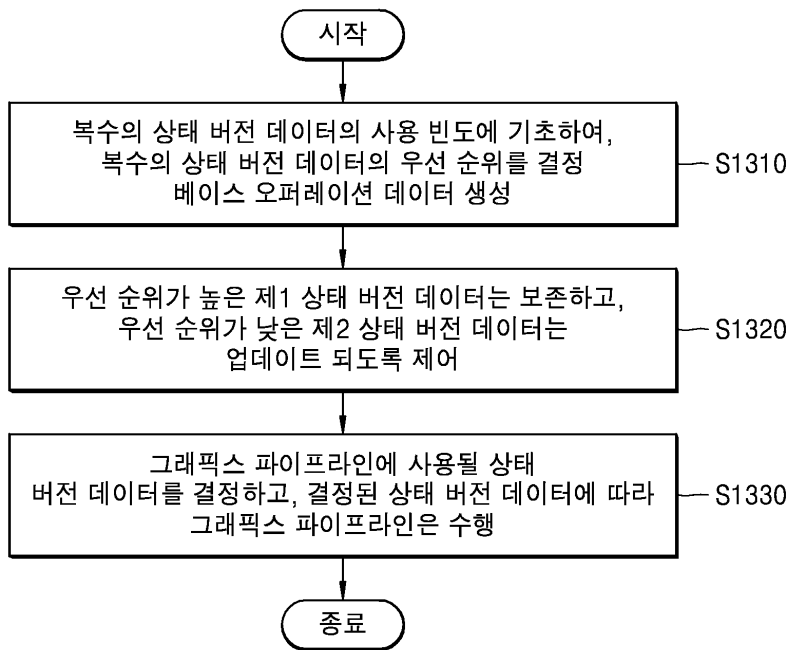 시작
복수의 상태 버전 데이터의 사용 빈도에 기초하여,
복수의 상태 버전 데이터의 우선 순위를 결정
베이스 오퍼레이션 데이터 생성
S1310
우선 순위가 높은 제1 상태 버전 데이터는 보존하고,
우선 순위가 낮은 제2 상태 버전 데이터는
업데이트 되도록 제어
S1320
그래픽스 파이프라인에 사용될 상태
버전 데이터를 결정하고, 결정된 상태 버전 데이터에 따라
그래픽스 파이프라인은 수행
S1330
종료